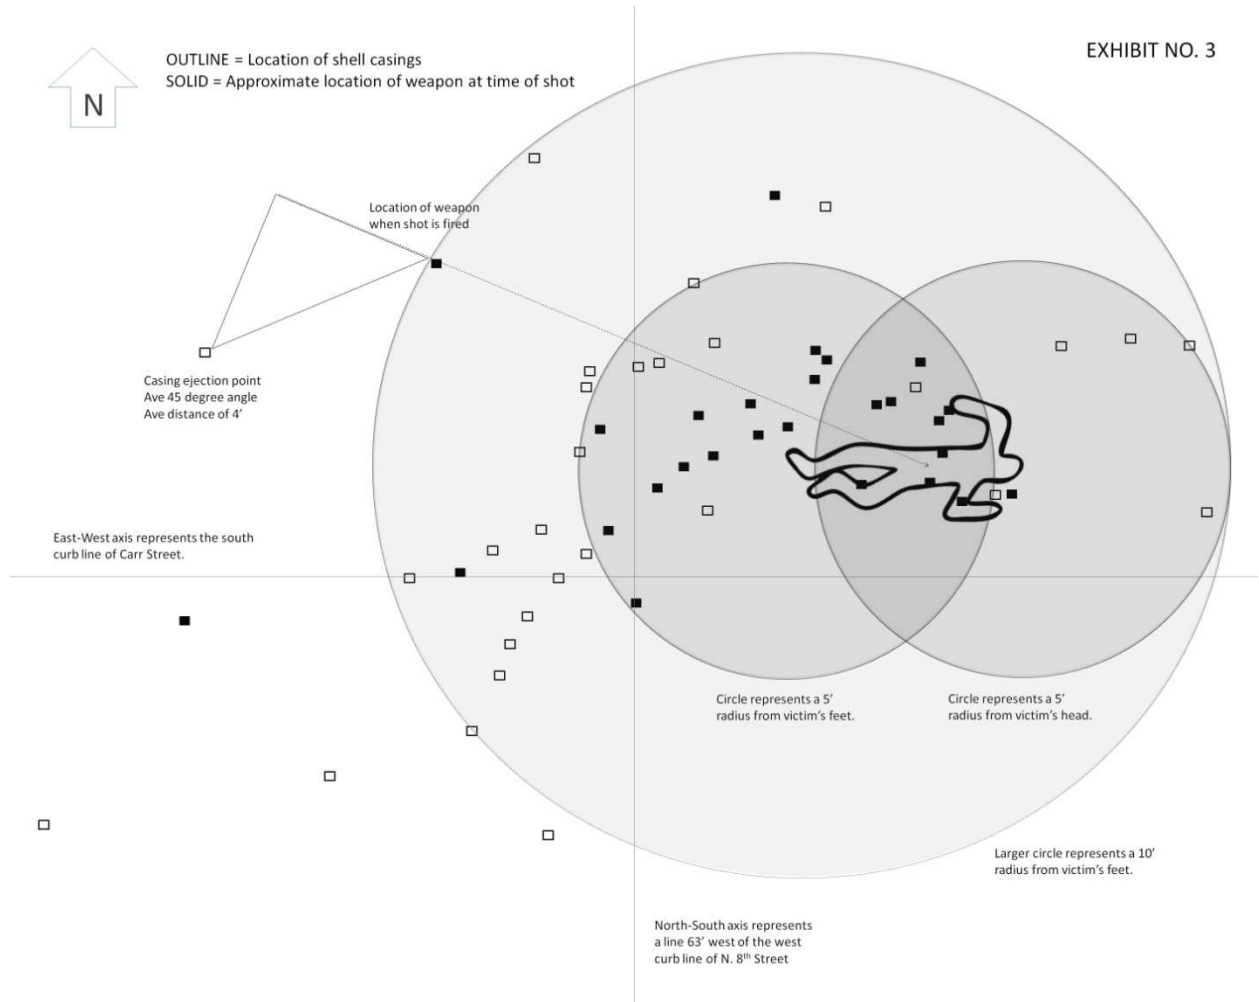 EXHIBIT NO. 3
OUTLINE = Location of shell casings
SOLID = Approximate location of weapon at time of shot
N
Location of weapon
when shot is fired
Casing ejection point
Ave 45 degree angle
Ave distance of 4'
East-West axis represents the south
curb line of Carr Street.
Circle represents a 5'
radius from victim's feet.
Circle represents a 5'
radius from victim's head.
Larger circle represents a 10'
radius from victim's feet.
North-South axis represents
a line 63' west of the west
curb line of N. 8th Street